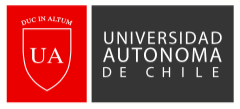 DUC IN ALTUM
UA
UNIVERSIDAD
AUTONOMA
DE CHILE